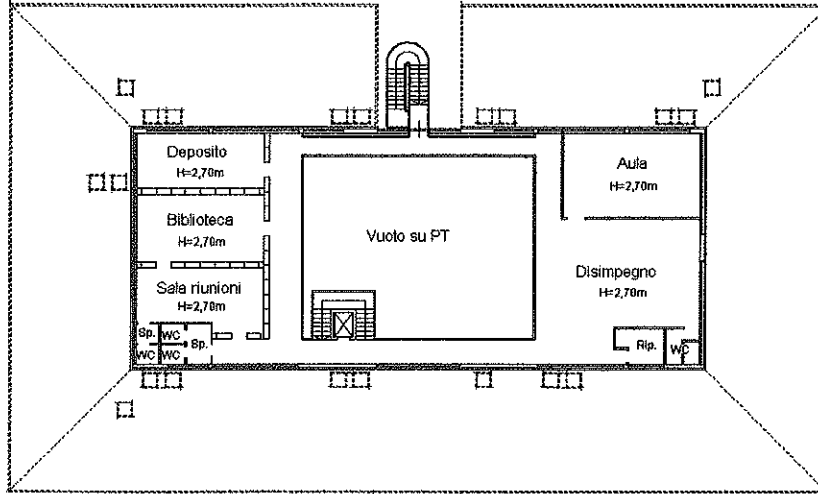 Deposito
H=2,70m
Aula
H=2,70m
Biblioteca
H=2,70m
Vuoto su PT
Disimpegno
H=2,70m
Sala riunioni
H=2,70m
Sp.
WC
Sp.
WC
WC
Rip.
WC